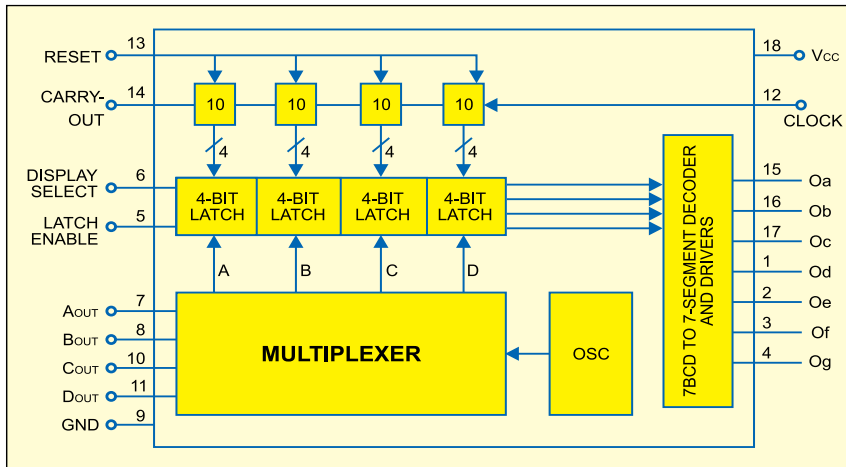 RESET
13
18
Vcc
CARRY-
OUT
14
10
10
10
10
12
CLOCK
4
4
4
4
DISPLAY
SELECT
6
LATCH
ENABLE
5
4-BIT
LATCH
4-BIT
LATCH
4-BIT
LATCH
4-BIT
LATCH
A
B
C
D
7BCD TO 7-SEGMENT DECODER
AND DRIVERS
15
Oa
16
Ob
17
Oc
1
Od
2
Oe
3
Of
4
Og
AOUT
7
BOUT
8
COUT
10
DOUT
11
GND
9
MULTIPLEXER
OSC